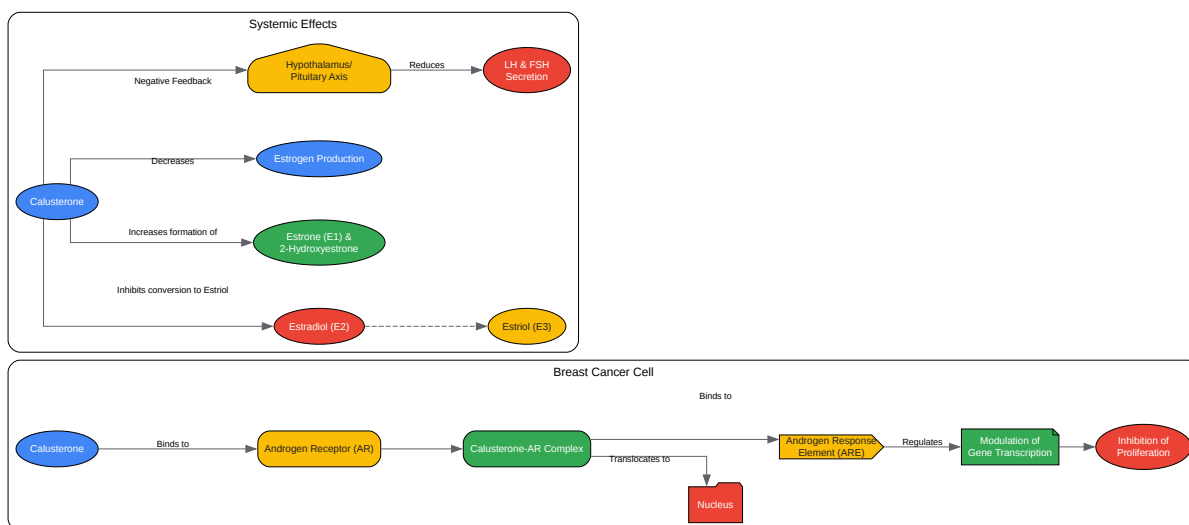 Systemic Effects
Hypothalamus/
Pituitary Axis
Reduces
LH & FSH
Secretion
Negative Feedback
Decreases
Estrogen Production
Calusterone
Increases formation of
Estrone (E1) &
2-Hydroxyestrone
Inhibits conversion to Estriol
Estradiol (E2)
Estriol (E3)
Breast Cancer Cell
Binds to
Calusterone
Binds to
Androgen Receptor (AR)
Calusterone-AR Complex
Translocates to
Nucleus
Androgen Response
Element (ARE)
Regulates
Modulation of
Gene Transcription
Inhibition of
Proliferation